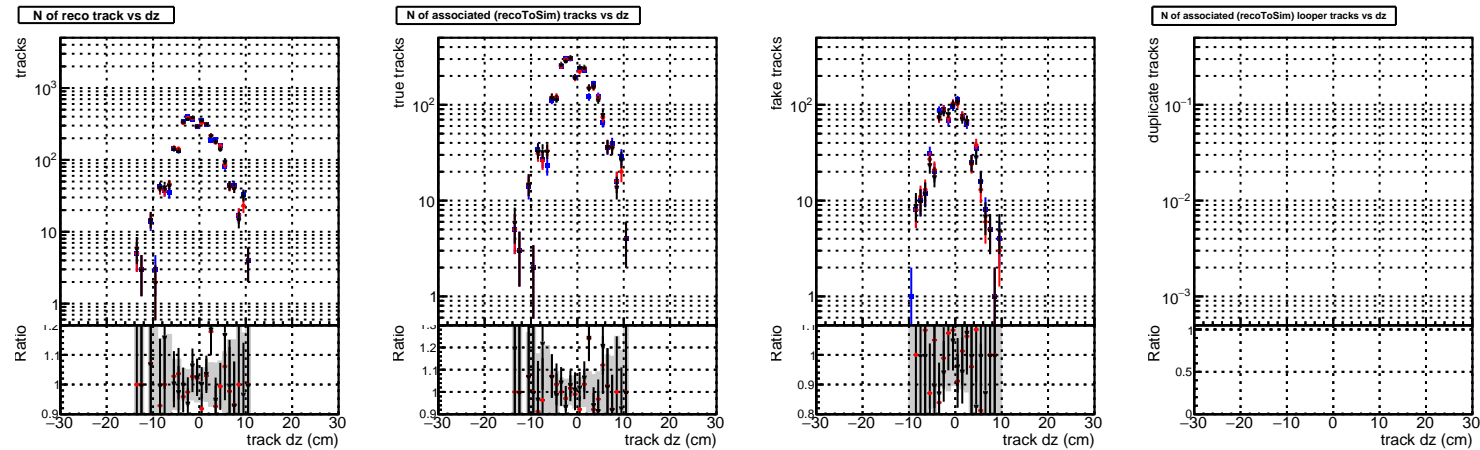 N of reco track vs dz
tracks
10³
10²
10
1
Ratio
1.2
1.1
1
0.9
−30 −20 −10 0 10 20 30
track dz (cm)
N of associated (recoToSim) tracks vs dz
true tracks
10²
10
1
Ratio
1.3
1.2
1.1
1
0.9
−30 −20 −10 0 10 20 30
track dz (cm)
fake tracks
10²
10
1
Ratio
1.1
1
0.9
0.8
−30 −20 −10 0 10 20 30
track dz (cm)
N of associated (recoToSim) looper tracks vs dz
duplicate tracks
10⁻¹
10⁻²
10⁻³
Ratio
1
0.5
0
−30 −20 −10 0 10 20 30
track dz (cm)